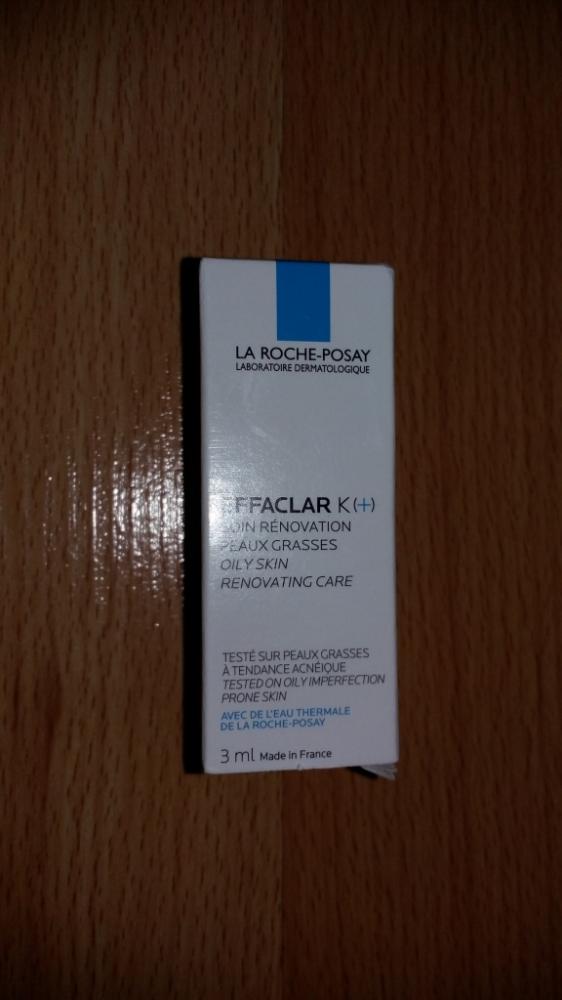 LA ROCHE-POSAY
LABORATOIRE DERMATOLOGIQUE
EFFACLAR K(+)
SOIN RÉNOVATION
PEAUX GRASSES
OILY SKIN
RENOVATING CARE
TESTÉ SUR PEAUX GRASSES
À TENDANCE ACNÉIQUE
TESTED ON OILY IMPERFECTION
PRONE SKIN
AVEC DE L'EAU THERMALE
DE LA ROCHE-POSAY
3 ml Made in France